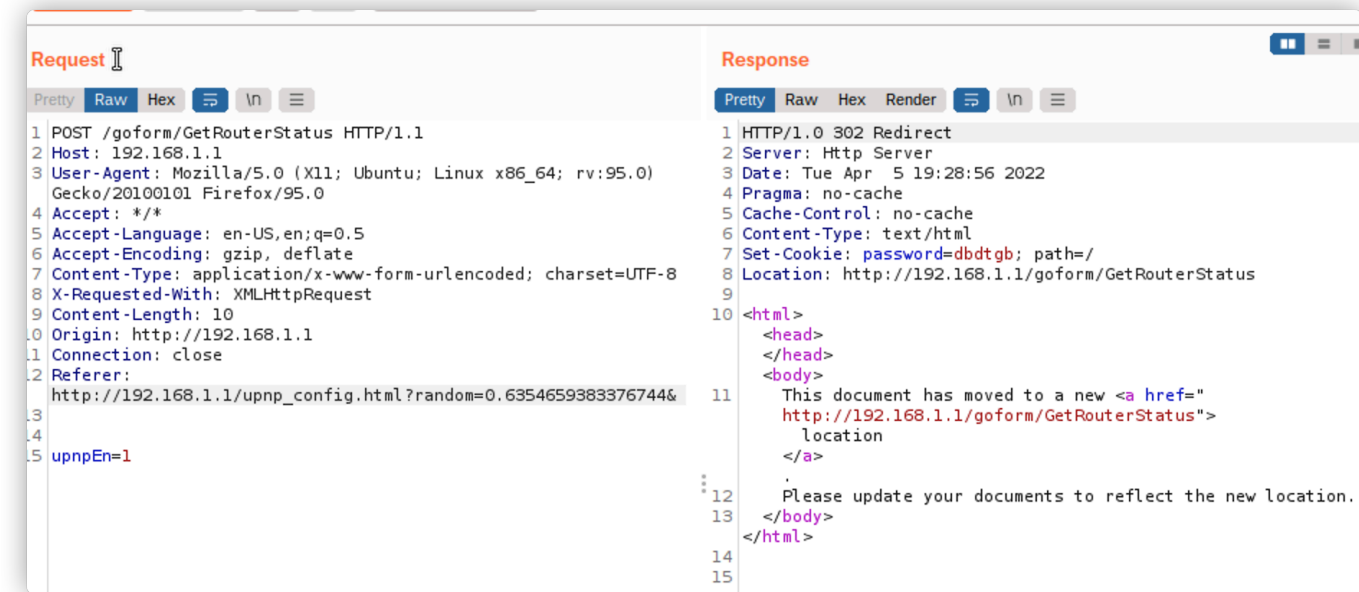 Request
Pretty Raw Hex \n
1 POST /goform/GetRouterStatus HTTP/1.1
2 Host: 192.168.1.1
3 User-Agent: Mozilla/5.0 (X11; Ubuntu; Linux x86_64; rv:95.0)
Gecko/20100101 Firefox/95.0
4 Accept: */*
5 Accept-Language: en-US,en;q=0.5
6 Accept-Encoding: gzip, deflate
7 Content-Type: application/x-www-form-urlencoded; charset=UTF-8
8 X-Requested-With: XMLHttpRequest
9 Content-Length: 10
10 Origin: http://192.168.1.1
11 Connection: close
12 Referer:
http://192.168.1.1/upnp_config.html?random=0.6354659383376744&
13
14
15 upnpEn=1
Response
Pretty Raw Hex Render \n
1 HTTP/1.0 302 Redirect
2 Server: Http Server
3 Date: Tue Apr  5 19:28:56 2022
4 Pragma: no-cache
5 Cache-Control: no-cache
6 Content-Type: text/html
7 Set-Cookie: password=dbdtgb; path=/
8 Location: http://192.168.1.1/goform/GetRouterStatus
9
10 <html>
<head>
</head>
<body>
11 This document has moved to a new <a href="
http://192.168.1.1/goform/GetRouterStatus">
location
</a>
.
12 Please update your documents to reflect the new location.
13 </body>
</html>
14
15